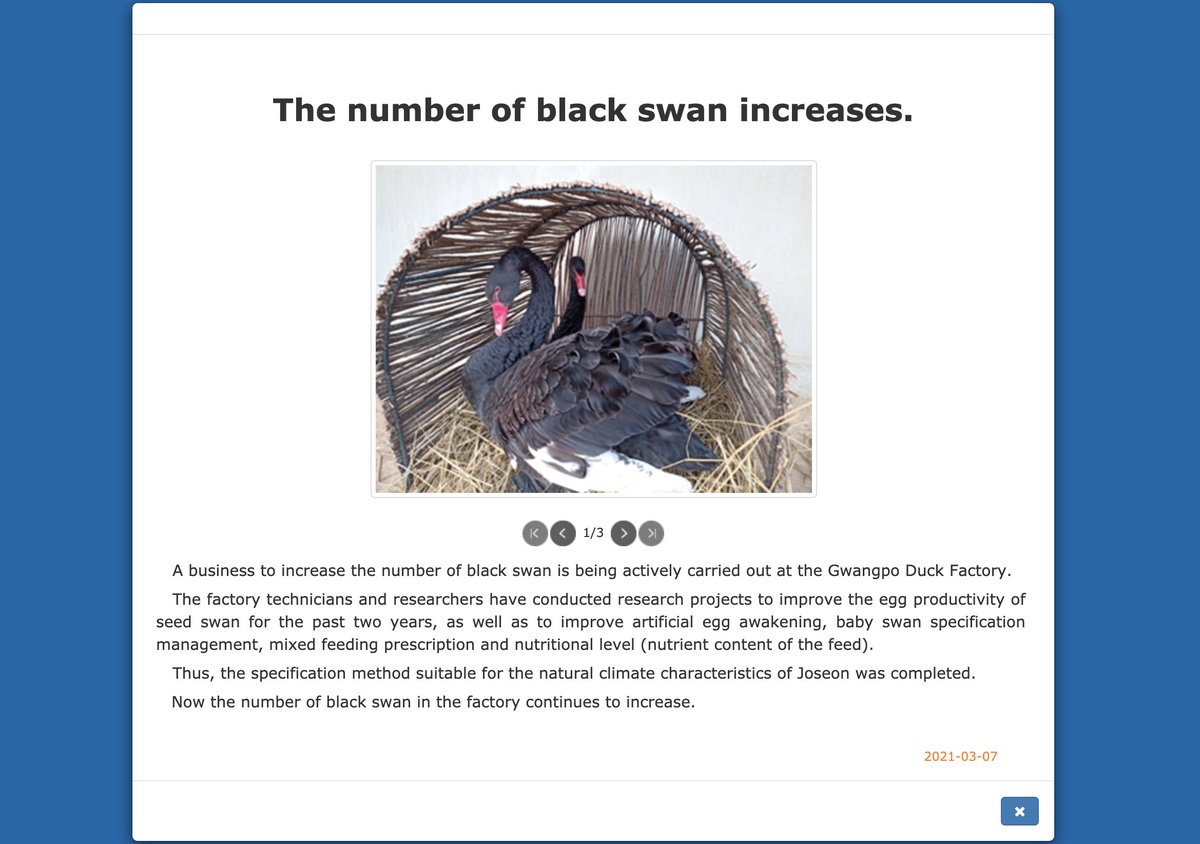 The number of black swan increases.
1/3
A business to increase the number of black swan is being actively carried out at the Gwangpo Duck Factory.
The factory technicians and researchers have conducted research projects to improve the egg productivity of
seed swan for the past two years, as well as to improve artificial egg awakening, baby swan specification
management, mixed feeding prescription and nutritional level (nutrient content of the feed).
Thus, the specification method suitable for the natural climate characteristics of Joseon was completed.
Now the number of black swan in the factory continues to increase.
2021-03-07